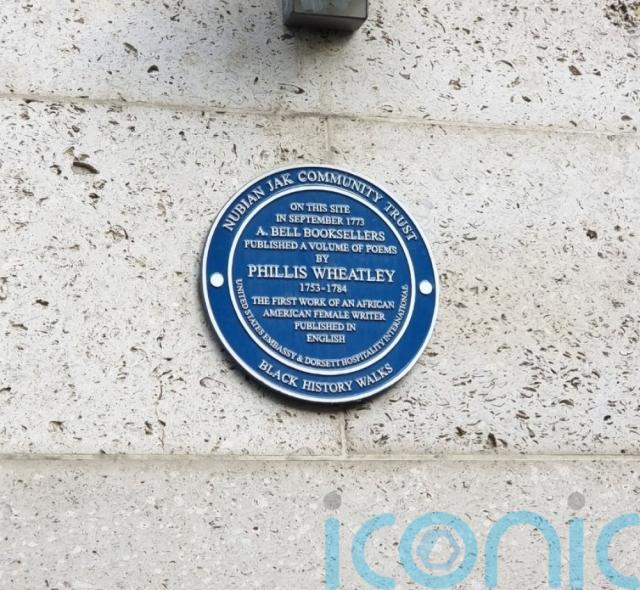 NUBIAN JAK COMMUNITY TRUST
ON THIS SITE
IN SEPTEMBER 1773
A. BELL BOOKSELLERS
PUBLISHED A VOLUME OF POEMS
BY
PHILLIS WHEATLEY
1753-1784
THE FIRST WORK OF AN AFRICAN
AMERICAN FEMALE WRITER
PUBLISHED IN
ENGLISH
UNITED STATES EMBASSY & DORSETT HOSPITALITY INTERNATIONAL
BLACK HISTORY WALKS
iconic